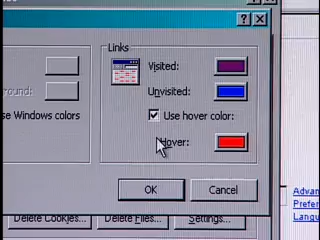 Links
Visited:
Unvisited:
Use hover color:
Hover:
se Windows colors
OK
Cancel
Delete Cookies...
Delete Files...
Settings...
Advan
Prefer
Langu